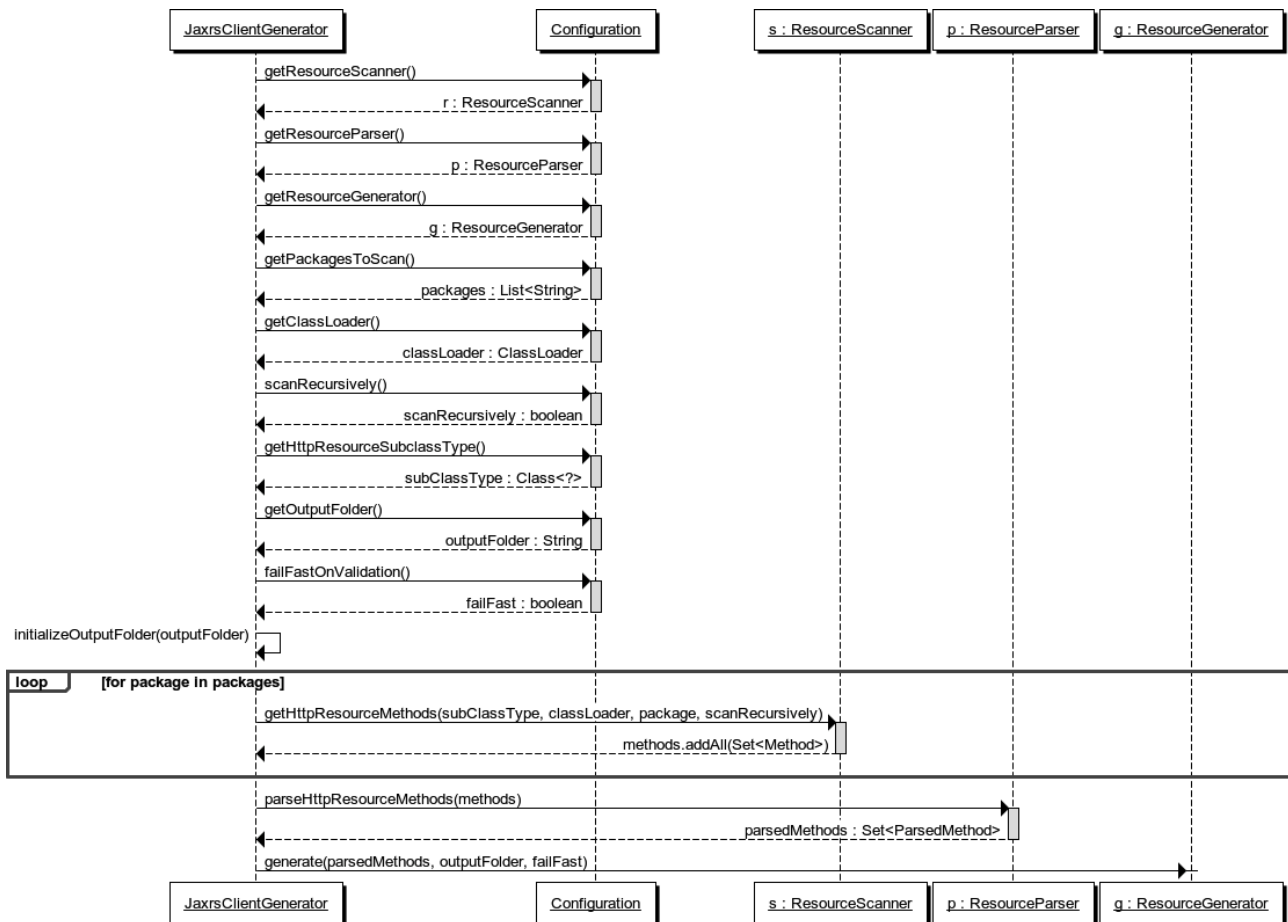 JaxrsClientGenerator
Configuration
s : ResourceScanner
p : ResourceParser
g : ResourceGenerator
getResourceScanner()
r : ResourceScanner
getResourceParser()
p : ResourceParser
getResourceGenerator()
g : ResourceGenerator
getPackagesToScan()
packages : List<String>
getClassLoader()
classLoader : ClassLoader
scanRecursively()
scanRecursively : boolean
getHttpResourceSubclassType()
subClassType : Class<?>
getOutputFolder()
outputFolder : String
failFastOnValidation()
failFast : boolean
initializeOutputFolder(outputFolder)
loop
[for package in packages]
getHttpResourceMethods(subClassType, classLoader, package, scanRecursively)
methods.addAll(Set<Method>)
parseHttpResourceMethods(methods)
parsedMethods : Set<ParsedMethod>
generate(parsedMethods, outputFolder, failFast)
JaxrsClientGenerator
Configuration
s : ResourceScanner
p : ResourceParser
g : ResourceGenerator